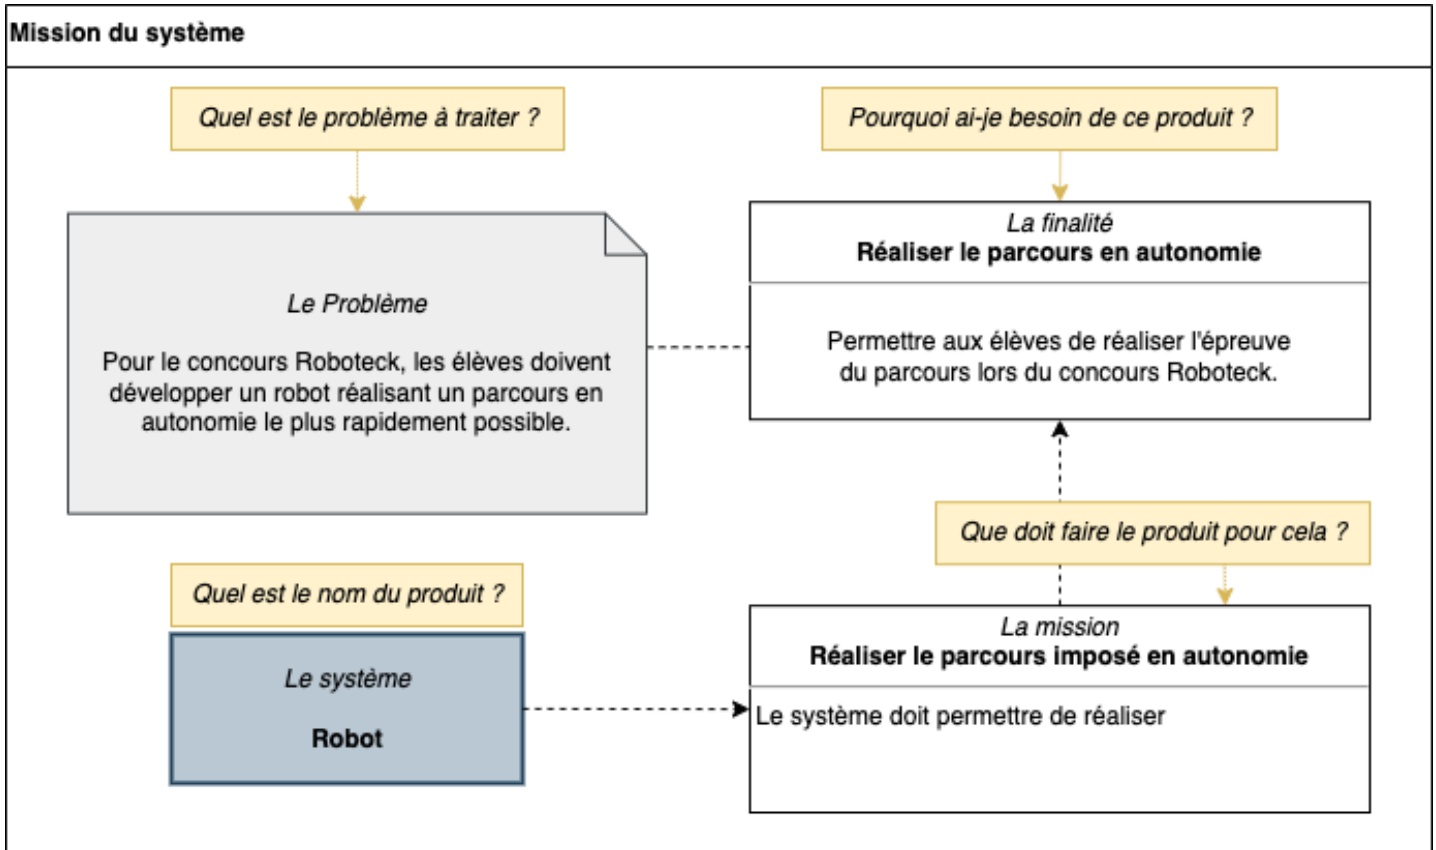 Mission du système
Quel est le problème à traiter ?
Pourquoi ai-je besoin de ce produit ?
Le Problème
Pour le concours Roboteck, les élèves doivent
développer un robot réalisant un parcours en
autonomie le plus rapidement possible.
La finalité
Réaliser le parcours en autonomie
Permettre aux élèves de réaliser l'épreuve
du parcours lors du concours Roboteck.
Que doit faire le produit pour cela ?
Quel est le nom du produit ?
Le système
Robot
La mission
Réaliser le parcours imposé en autonomie
Le système doit permettre de réaliser